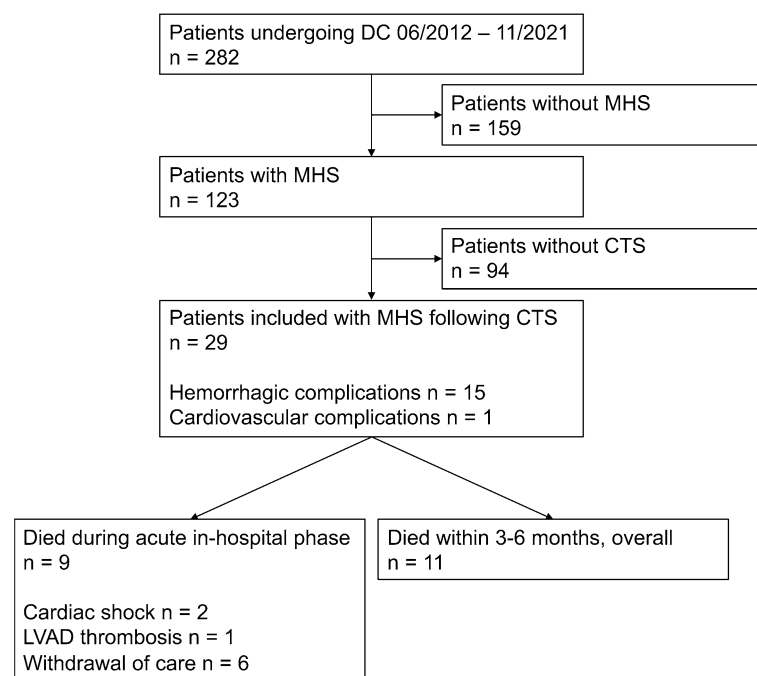 Patients undergoing DC 06/2012 – 11/2021
n = 282
Patients without MHS
n = 159
Patients with MHS
n = 123
Patients without CTS
n = 94
Patients included with MHS following CTS
n = 29
Hemorrhagic complications n = 15
Cardiovascular complications n = 1
Died during acute in-hospital phase
n = 9
Cardiac shock n = 2
LVAD thrombosis n = 1
Withdrawal of care n = 6
Died within 3-6 months, overall
n = 11